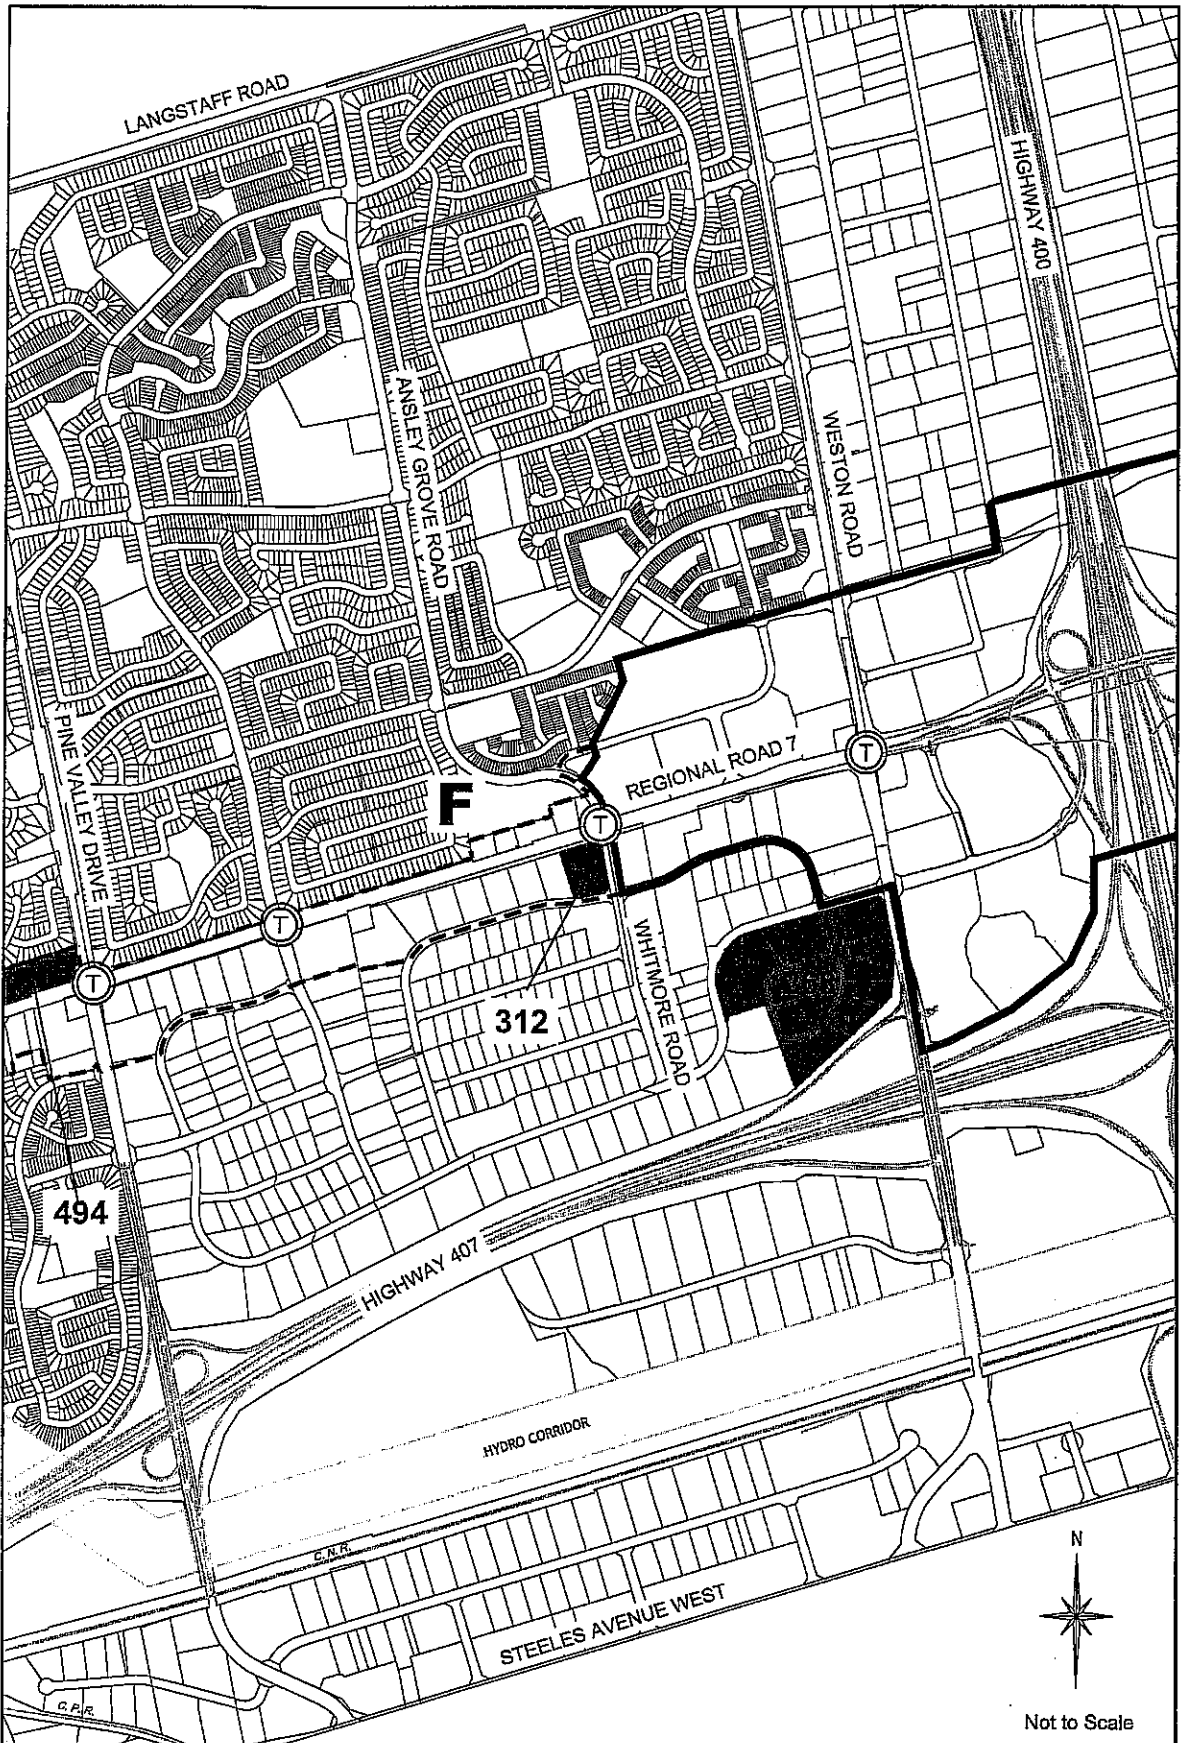 LANGSTAFF ROAD
HIGHWAY 400
ANSLEY GROVE ROAD
WESTON ROAD
PINE VALLEY DRIVE
REGIONAL ROAD 7
T
F
T
T
T
WHITMORE ROAD
312
494
HIGHWAY 407
HYDRO CORRIDOR
C.N.R.
STEELES AVENUE WEST
N
C.P.R.
Not to Scale